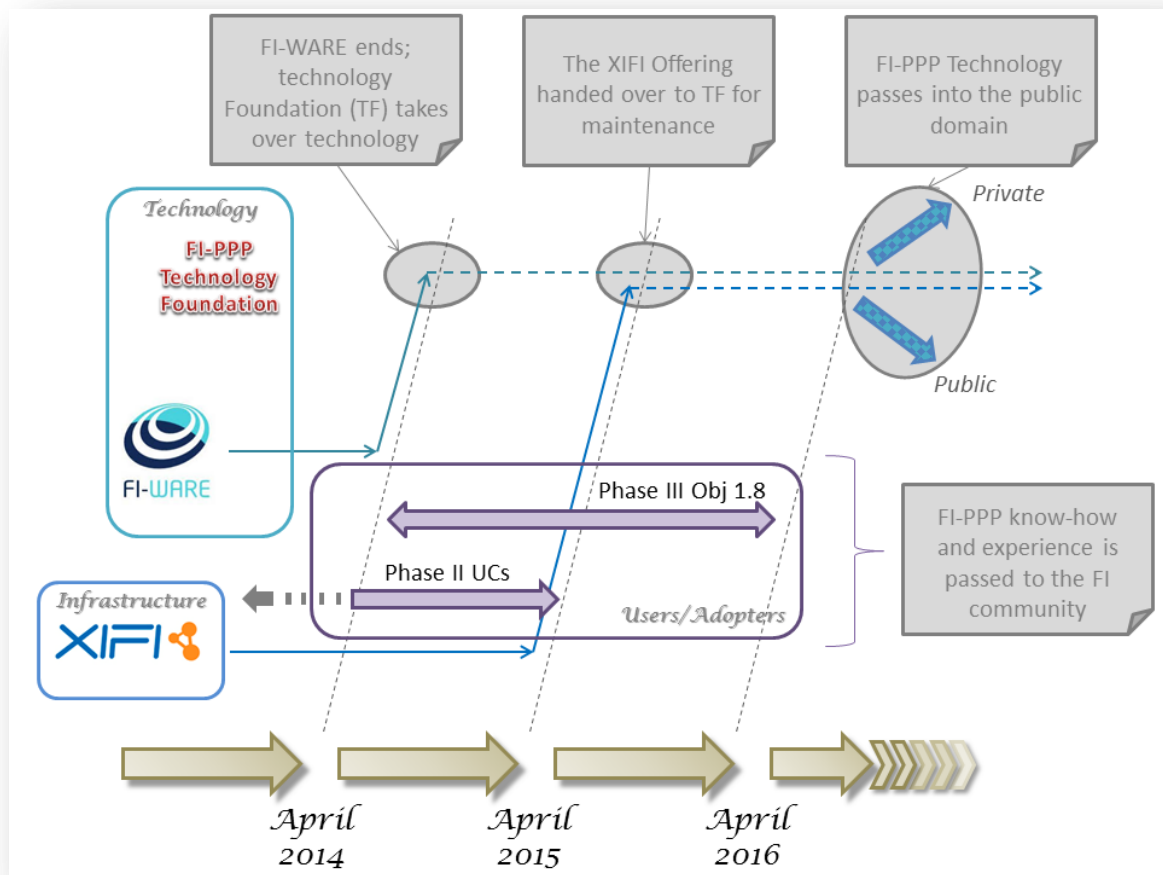 FI-WARE ends;
technology
Foundation (TF) takes
over technology
The XIFI Offering
handed over to TF for
maintenance
FI-PPP Technology
passes into the public
domain
Private
Public
Technology
FI-PPP
Technology
Foundation
FI-WARE
Phase III Obj 1.8
Phase II UCs
Users/Adopters
FI-PPP know-how
and experience is
passed to the FI
community
Infrastructure
XIFI
April
2014
April
2015
April
2016